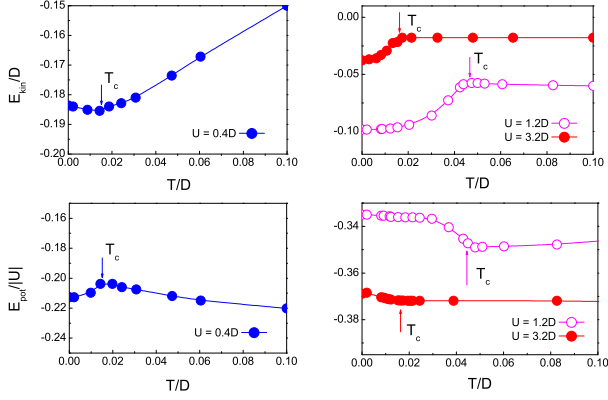 -0.15
-0.16
-0.17
-0.18
-0.19
-0.20
E_kin/D
T_c
U = 0.4D
0.00 0.02 0.04 0.06 0.08 0.10
T/D
0.00
-0.05
-0.10
T_c
T_c
U = 1.2D
U = 3.2D
0.00 0.02 0.04 0.06 0.08 0.10
T/D
-0.16
-0.18
-0.20
-0.22
-0.24
E_pot/|U|
T_c
U = 0.4D
0.00 0.02 0.04 0.06 0.08 0.10
T/D
-0.34
-0.36
-0.38
T_c
T_c
U = 1.2D
U = 3.2D
0.00 0.02 0.04 0.06 0.08 0.10
T/D